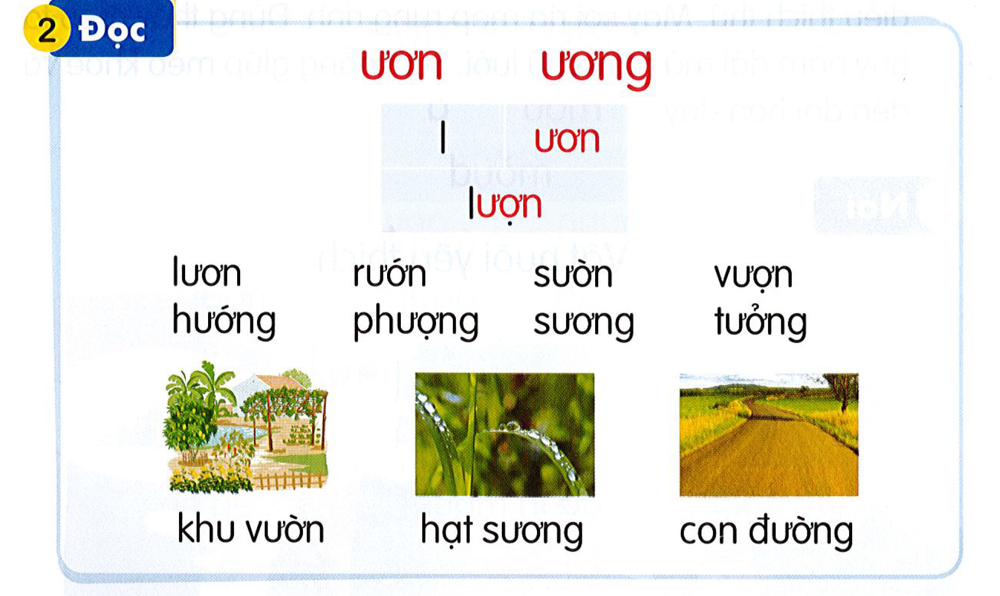 2 Đọc
ươn ương
l ươn
lượn
lươn rướn sườn vượn
hướng phượng sương tưởng
khu vườn hạt sương con đường